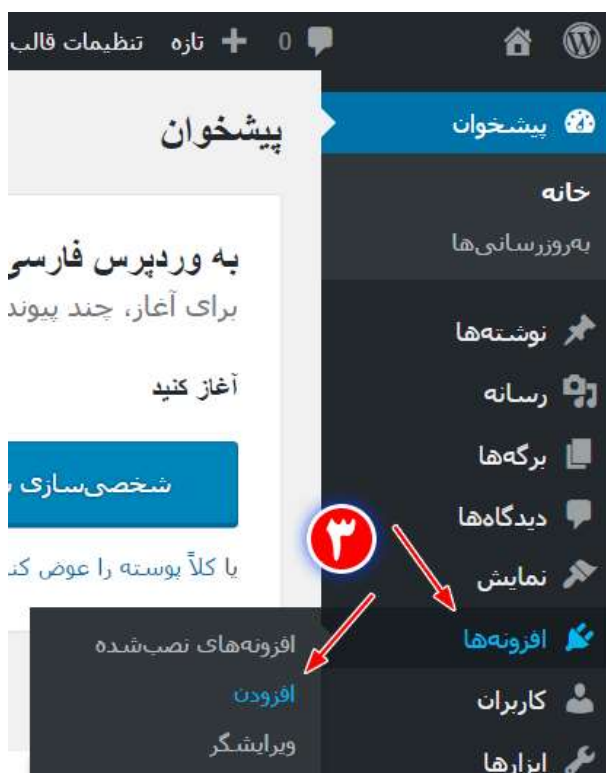 0 تازه تنظیمات قالب
پیشخوان
خانه
به‌روزرسانی‌ها
نوشته‌ها
رسانه
برگه‌ها
دیدگاه‌ها
نمایش
افزونه‌ها
کاربران
ابزارها
افزونه‌های نصب‌شده
افزودن
ویرایشگر
۳
پیشخوان
به وردپرس فارسی
برای آغاز، چند پیوند
آغاز کنید
شخصی‌سازی
یا کلاً پوسته را عوض